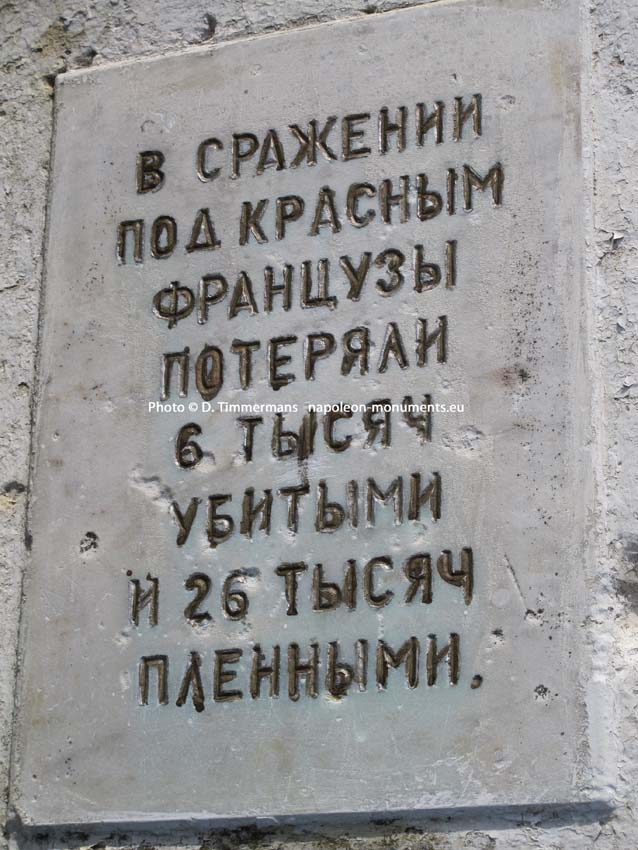 В СРАЖЕНИИ
ПОД КРАСНЫМ
ФРАНЦУЗЫ
ПОТЕРЯЛИ
Photo © D. Timmermans napoleon-monuments.eu
6 ТЫСЯЧ
УБИТЫМИ
И 26 ТЫСЯЧ
ПЛЕННЫМИ.